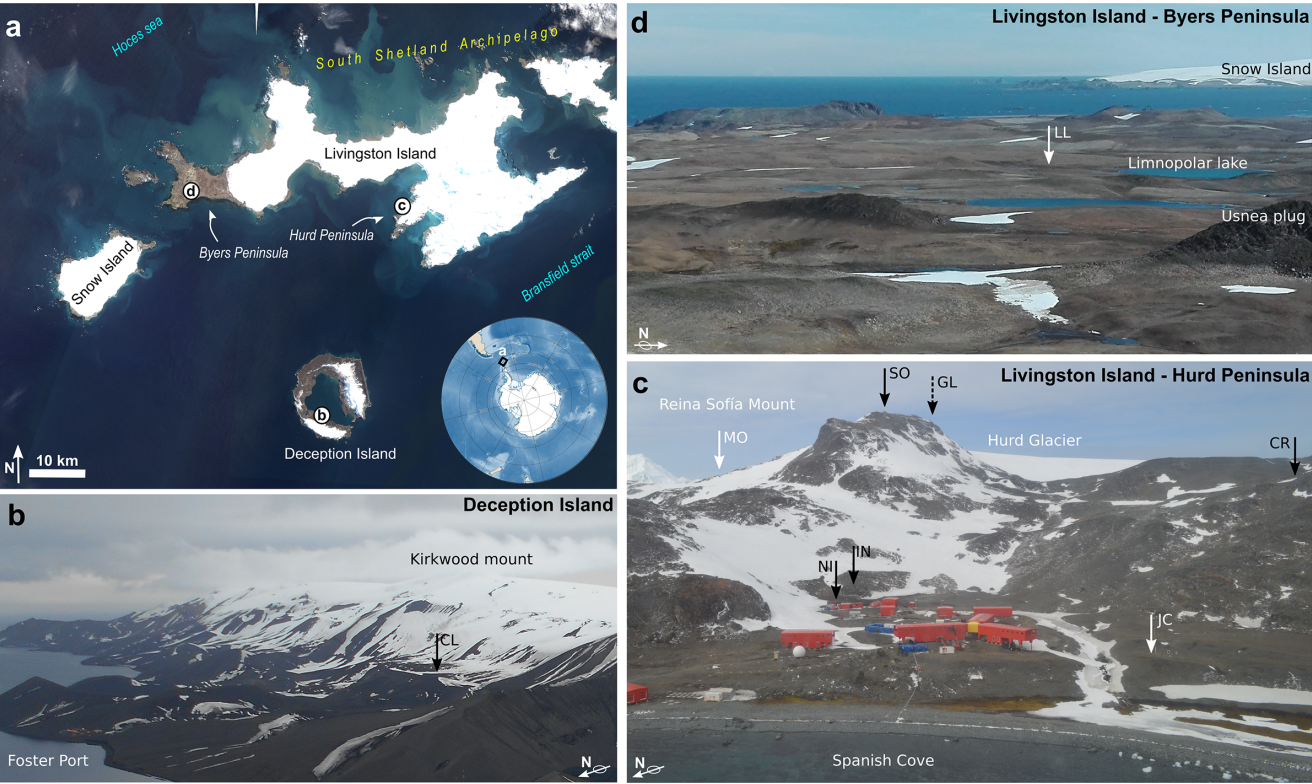 a
Hoces sea
South Shetland Archipelago
Livingston Island
d
c
Hurd Peninsula
Byers Peninsula
Snow Island
Bransfield strait
a
b
Deception Island
N
10 km
b
Deception Island
Kirkwood mount
CL
Foster Port
N
d
Livingston Island - Byers Peninsula
Snow Island
LL
Limnopolar lake
Usnea plug
N
c
Livingston Island - Hurd Peninsula
SO
GL
Reina Sofía Mount
MO
Hurd Glacier
CR
IN
NI
JC
N
Spanish Cove